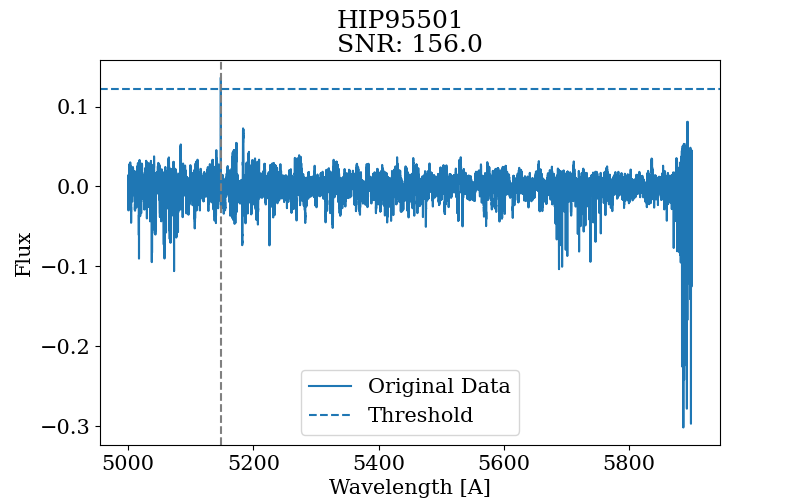 HIP95501
SNR: 156.0
0.1
0.0
−0.1
−0.2
−0.3
Flux
Original Data
Threshold
5000 5200 5400 5600 5800
Wavelength [A]